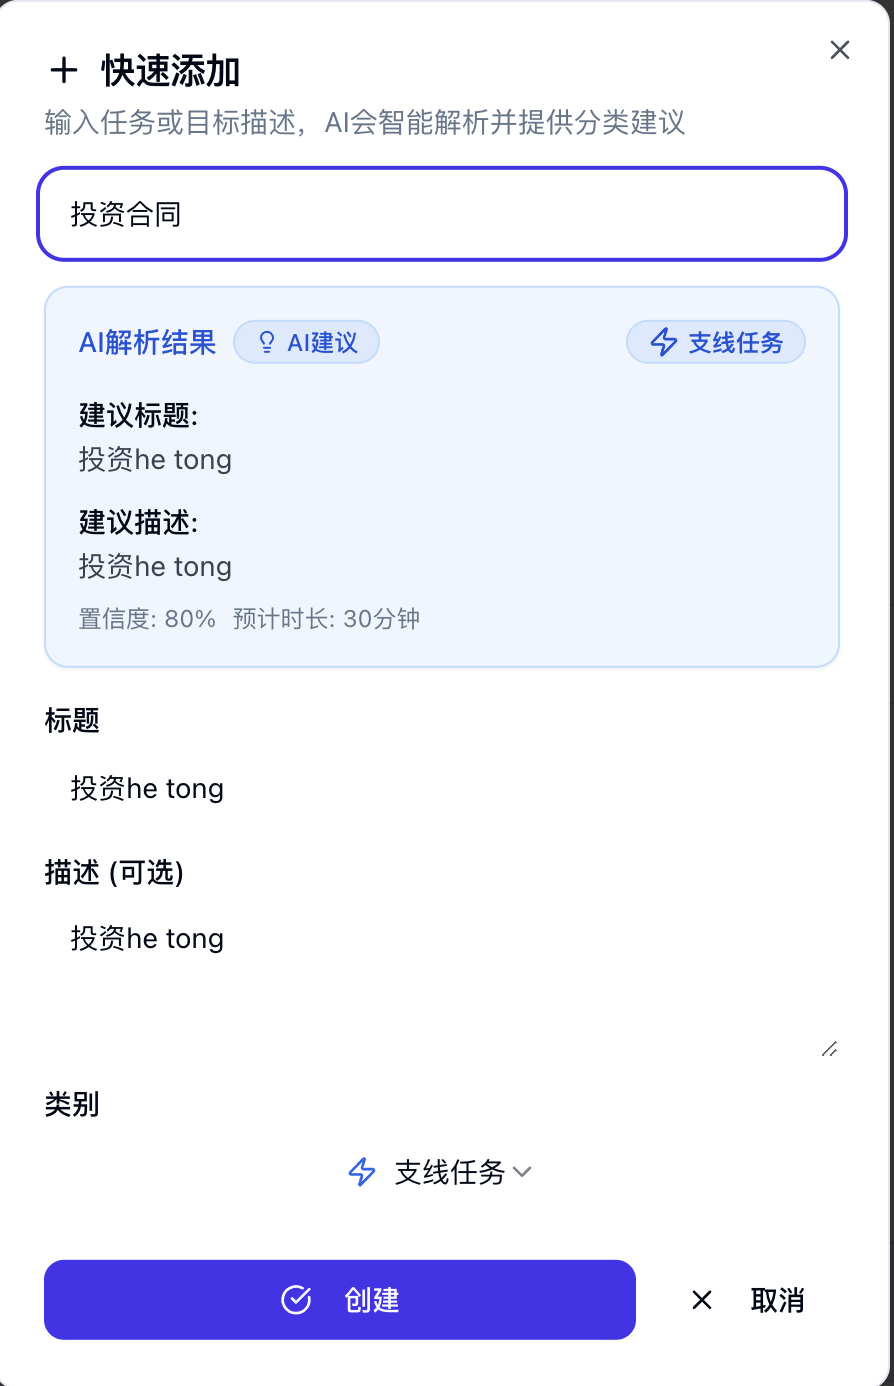 快速添加
输入任务或目标描述，AI会智能解析并提供分类建议
投资合同
AI解析结果 AI建议 支线任务
建议标题:
投资he tong
建议描述:
投资he tong
置信度: 80% 预计时长: 30分钟
标题
投资he tong
描述 (可选)
投资he tong
类别
支线任务
创建 取消